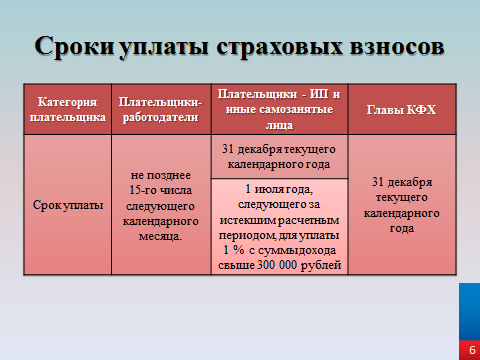 Сроки уплаты страховых взносов
Категория
плательщика
Плательщики-
работодатели
Плательщики - ИП и
иные самозанятые
лица
Главы КФХ
Срок уплаты
не позднее
15-го числа
следующего
календарного
месяца.
31 декабря текущего
календарного года
1 июля года,
следующего за
истекшим расчетным
периодом, для уплаты
1 % с суммыдохода
свыше 300 000 рублей
31 декабря
текущего
календарного
года
6